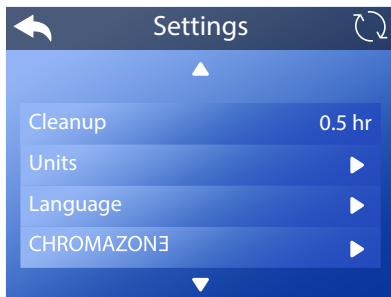 Settings
Cleanup 0.5 hr
Units
Language
CHROMAZONƎ